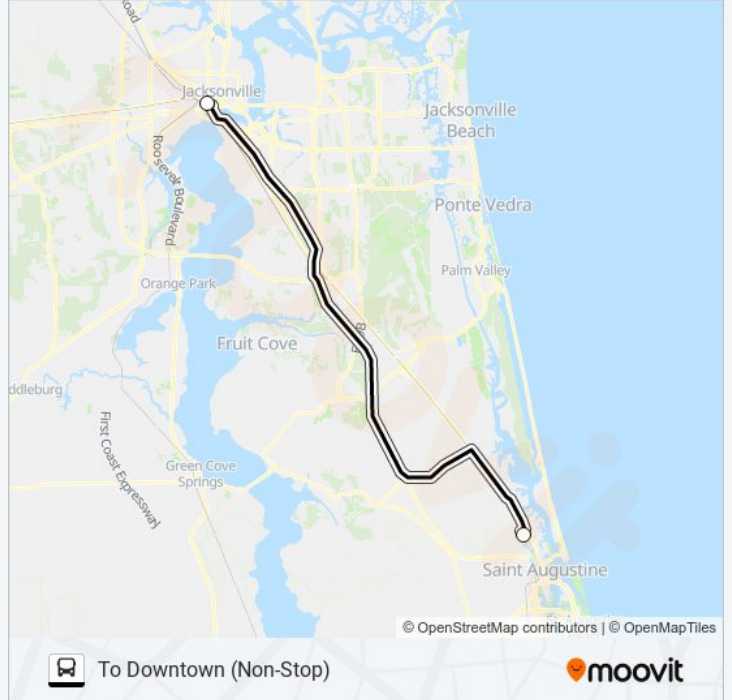 oad
Jacksonville
Jacksonville
Beach
Roosevelt Boulevard
Ponte Vedra
Palm Valley
Orange Park
Fruit Cove
ddleburg
First Coast Expressway
Green Cove
Springs
Saint Augustine
© OpenStreetMap contributors | © OpenMapTiles
To Downtown (Non-Stop)
moovit